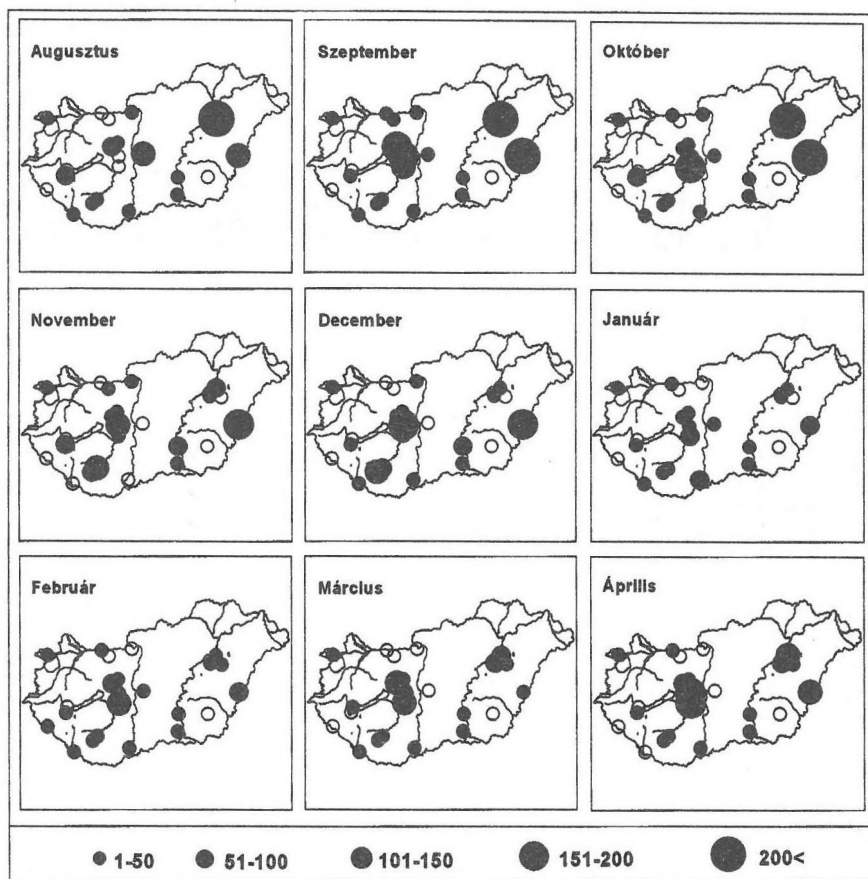 Augusztus
Szeptember
Október
November
December
Január
Február
Március
Április
1-50
51-100
101-150
151-200
200<